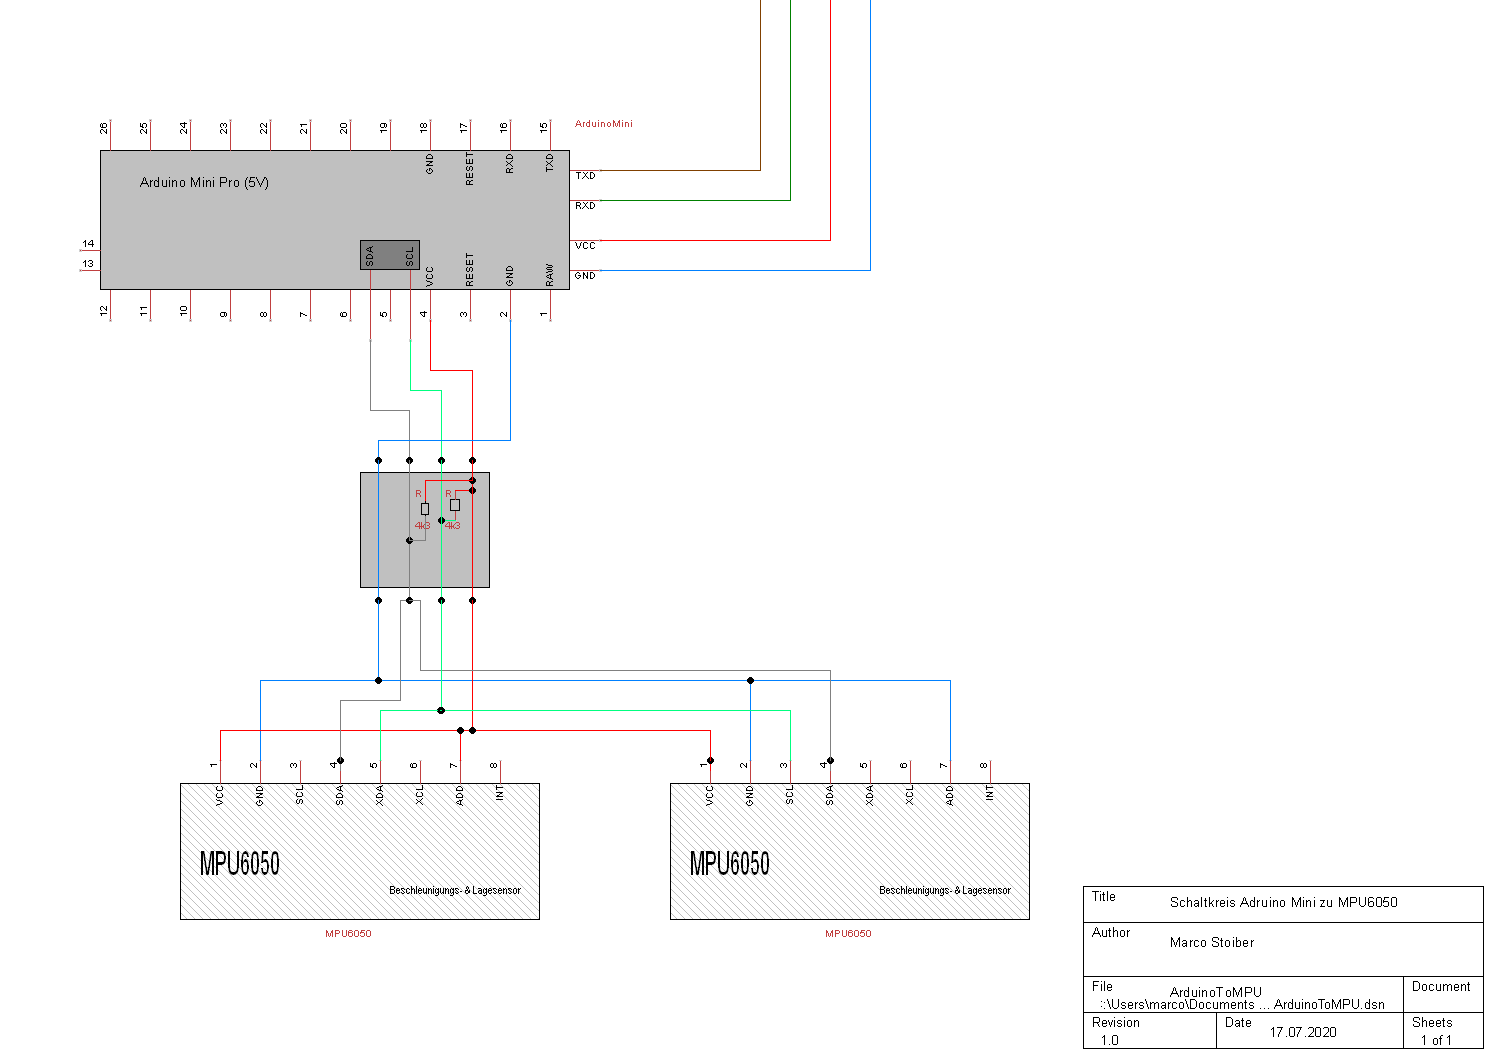 26 25 24 23 22 21 20 19 18 17 16 15
ArduinoMini
GND RESET RXD TXD
Arduino Mini Pro (5V)
TXD
RXD
VCC
GND
14
13
SDA SCL VCC RESET GND RAW
12 11 10 9 8 7 6 5 4 3 2 1
R R
4k3 4k3
1 2 3 4 5 6 7 8
VCC GND SCL SDA XDA XCL ADD INT
MPU6050
Beschleunigungs- & Lagesensor
MPU6050
1 2 3 4 5 6 7 8
VCC GND SCL SDA XDA XCL ADD INT
MPU6050
Beschleunigungs- & Lagesensor
MPU6050
Title
Schaltkreis Adruino Mini zu MPU6050
Author
Marco Stoiber
File
ArduinoToMPU
::\Users\marco\Documents ... ArduinoToMPU.dsn
Document
Revision
1.0
Date
17.07.2020
Sheets
1 of 1